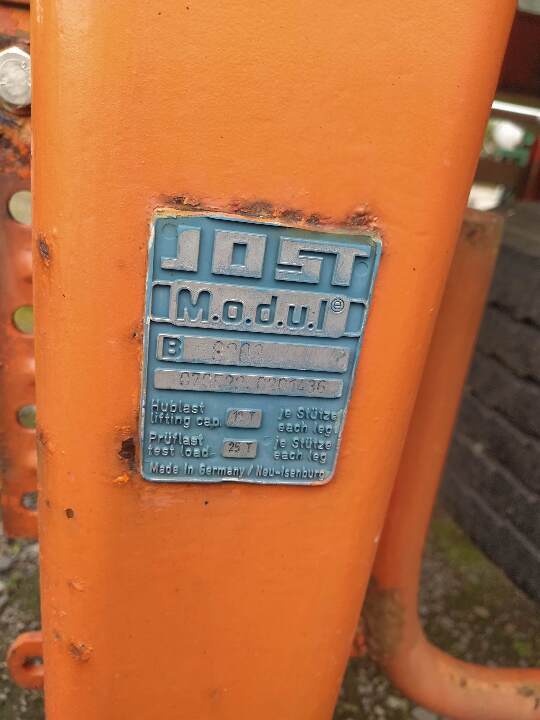 JOST
M.o.d.u.l e
B
Hublast je Stütze
lifting cap. 12 T each leg
Prüflast je Stütze
test load 25 T each leg
Made in Germany/Neu-Isenburg